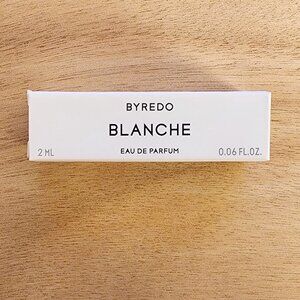 BYREDO
BLANCHE
2 ML EAU DE PARFUM 0.06 FL.OZ.